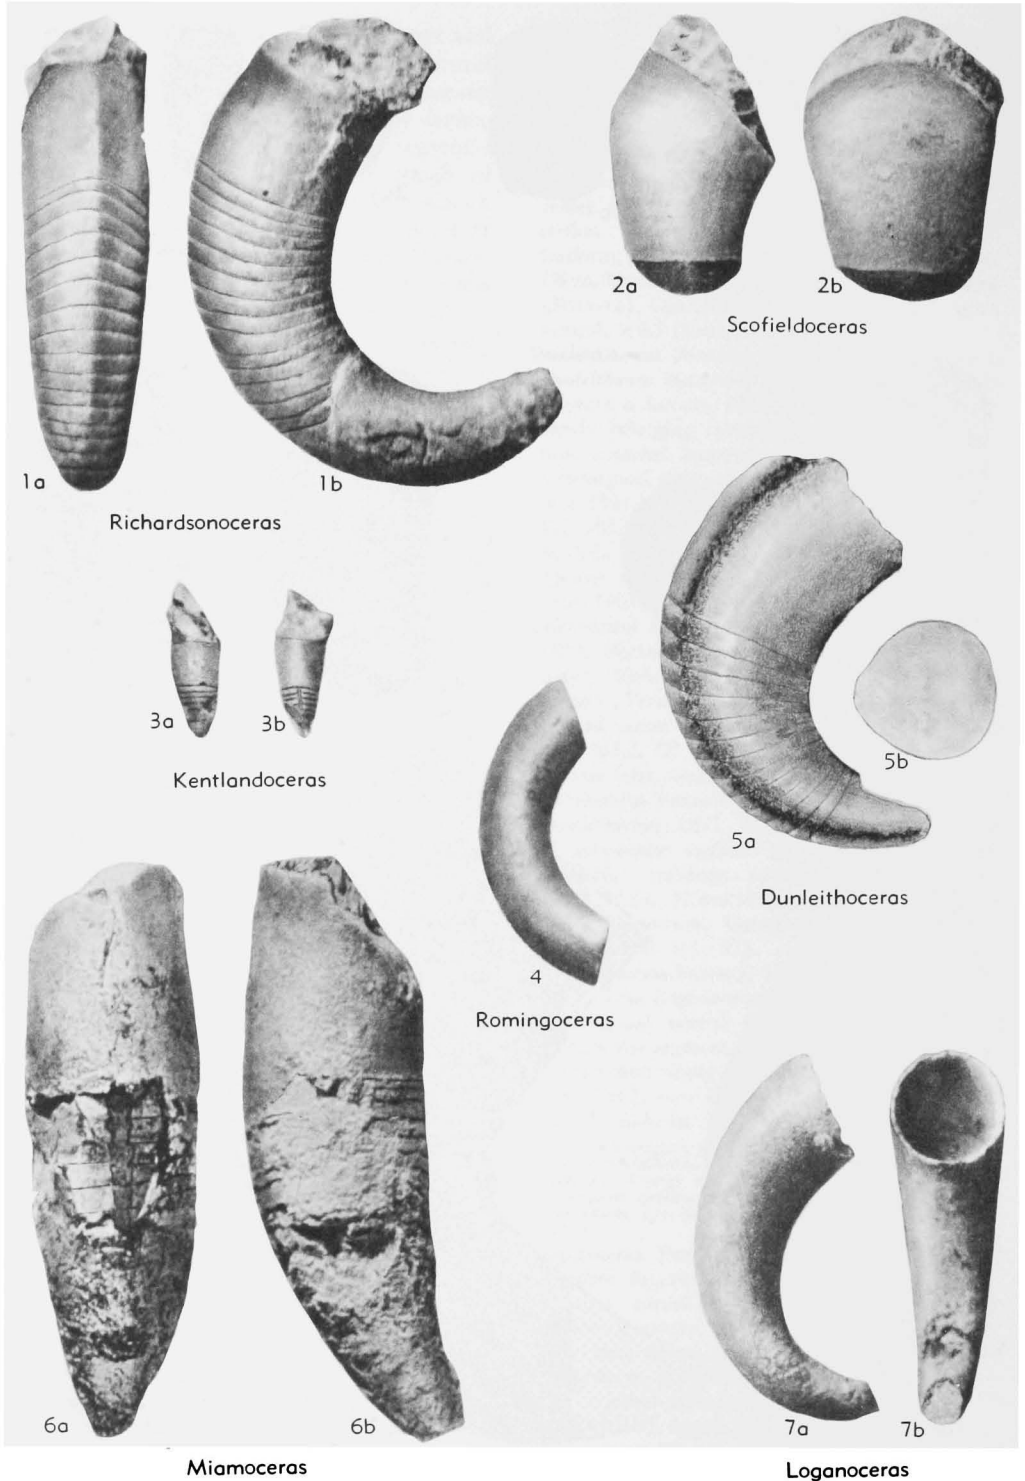 2a
2b
Scofieldoceras
1a
1b
Richardsonoceras
3a
3b
Kentlandoceras
5b
5a
Dunleithoceras
4
Romingoceras
6a
6b
Miamoceras
7a
7b
Loganoceras